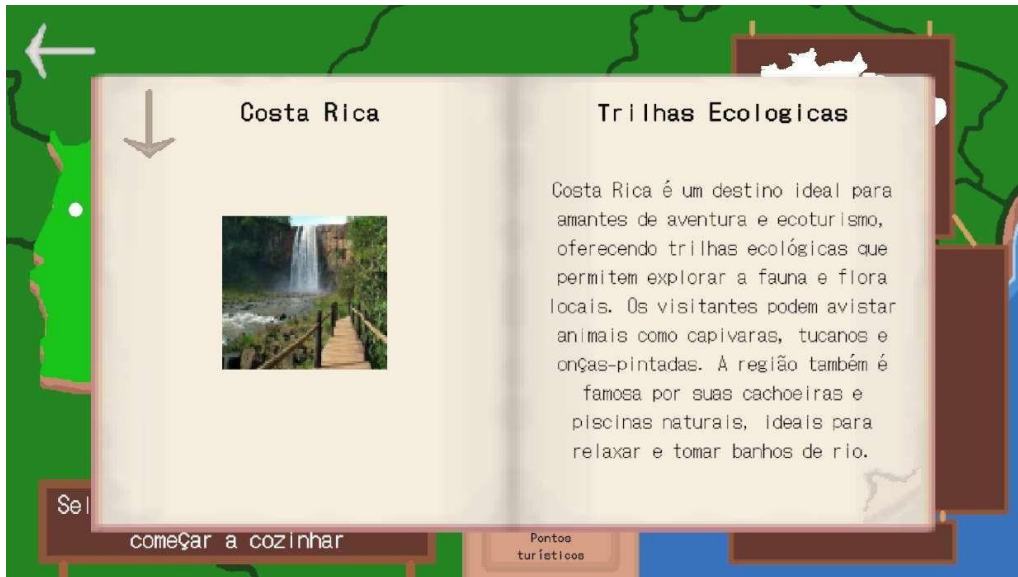 Costa Rica
Trilhas Ecologicas
Costa Rica é um destino ideal para
amantes de aventura e ecoturismo,
oferecendo trilhas ecológicas que
permitem explorar a fauna e flora
locais. Os visitantes podem avistar
animais como capivaras, tucanos e
onças-pintadas. A região também é
famosa por suas cachoeiras e
piscinas naturais, ideais para
relaxar e tomar banhos de rio.
Sel
começar a cozinhar
Pontos
turísticos